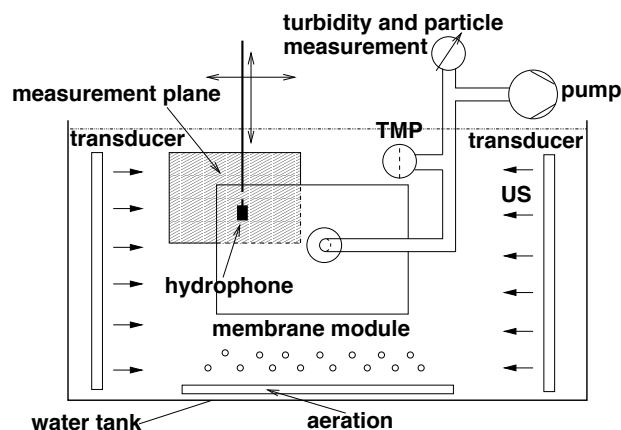 turbidity and particle
measurement
pump
measurement plane
TMP
transducer
transducer
US
hydrophone
membrane module
water tank
aeration